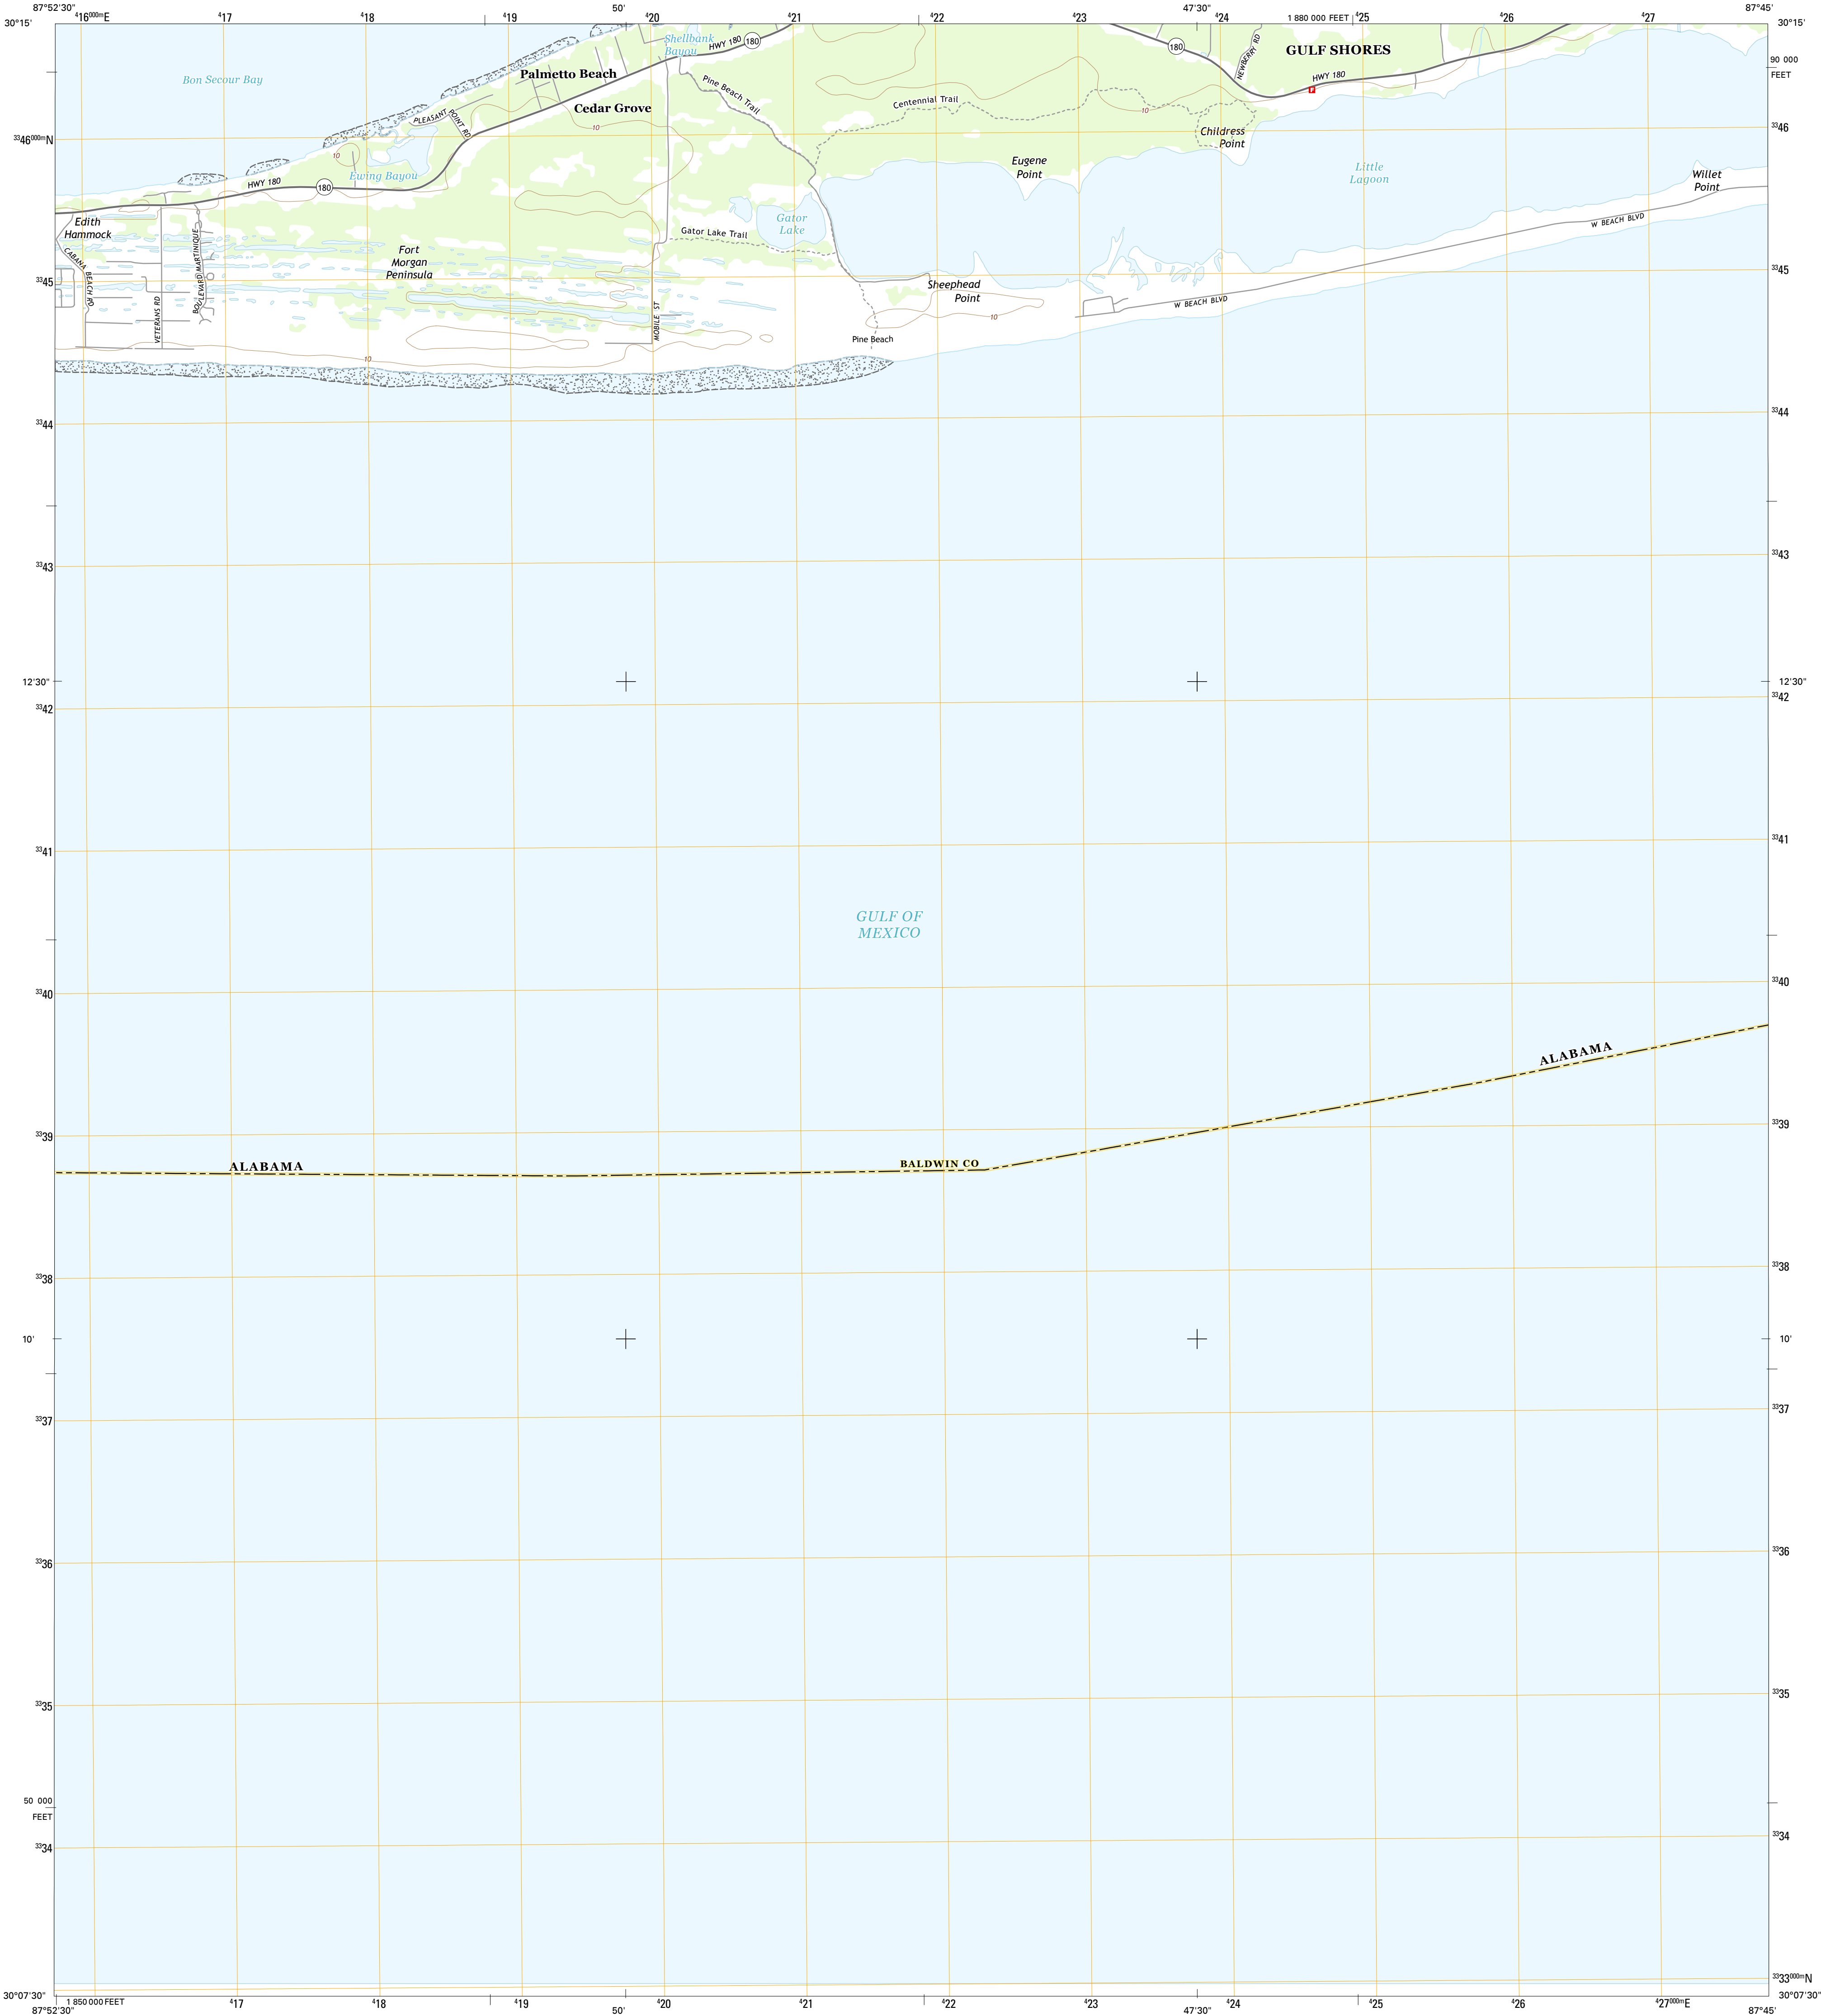 87°52'30"
⁴16⁰⁰⁰ᵐE
⁴17
⁴18
⁴19
50'
⁴20
⁴21
⁴22
⁴23
47'30"
⁴24
1 880 000 FEET
⁴25
⁴26
⁴27
87°45'
30°15'
30°15'
Bon Secour Bay
Shellbank
Bayou
HWY 180
180
180
NEWBERRY RD
GULF SHORES
HWY 180
P
90 000
FEET
Palmetto Beach
Cedar Grove
Pine Beach Trail
Centennial Trail
10
PLEASANT POINT RD
10
Childress
Point
³³46⁰⁰⁰ᵐN
³³46
10
Ewing Bayou
HWY 180
180
Eugene
Point
Little
Lagoon
Willet
Point
Edith
Hammock
Gator
Lake
Gator Lake Trail
W BEACH BLVD
CABANA BEACH RD
VETERANS RD
BOULEVARD MARTINIQUE
Fort
Morgan
Peninsula
³³45
³³45
Sheephead
Point
W BEACH BLVD
10
MOBILE ST
Pine Beach
10
³³44
³³44
³³43
³³43
12'30"
12'30"
³³42
³³42
³³41
³³41
GULF OF
MEXICO
³³40
³³40
ALABAMA
³³39
³³39
ALABAMA
BALDWIN CO
³³38
³³38
10'
10'
³³37
³³37
³³36
³³36
³³35
³³35
50 000
FEET
³³34
³³34
³³33⁰⁰⁰ᵐN
30°07'30"
30°07'30"
1 850 000 FEET
⁴17
⁴18
⁴19
⁴20
⁴21
⁴22
⁴23
⁴24
⁴25
⁴26
⁴27⁰⁰⁰ᵐE
87°52'30"
50'
47'30"
87°45'